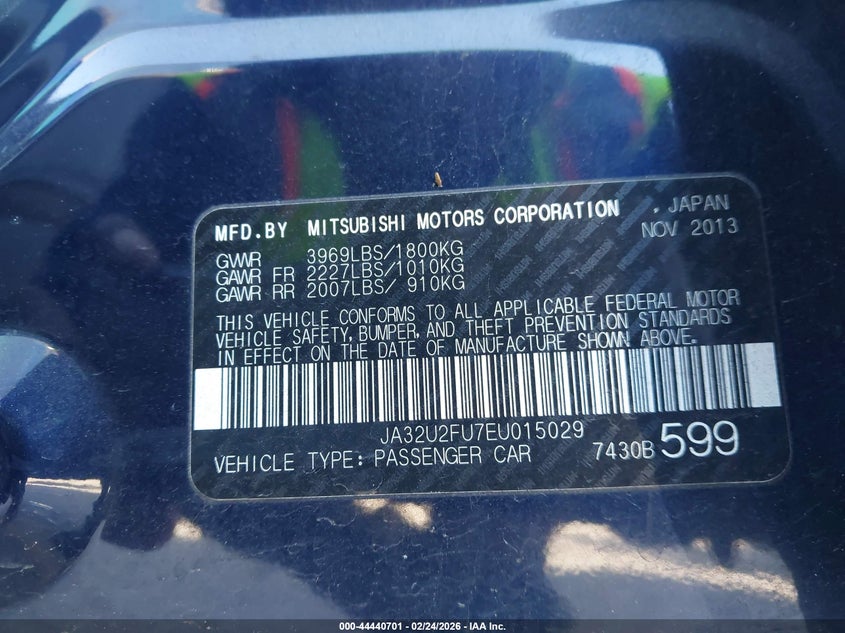 MFD.BY MITSUBISHI MOTORS CORPORATION . JAPAN
NOV 2013
GVWR 3969LBS/1800KG
GAWR FR 2227LBS/1010KG
GAWR RR 2007LBS/ 910KG
THIS VEHICLE CONFORMS TO ALL APPLICABLE FEDERAL MOTOR
VEHICLE SAFETY, BUMPER, AND THEFT PREVENTION STANDARDS
IN EFFECT ON THE DATE OF MANUFACTURE SHOWN ABOVE.
JA32U2FU7EU015029
VEHICLE TYPE: PASSENGER CAR 7430B 599
000-44440701 - 02/24/2026 - IAA Inc.